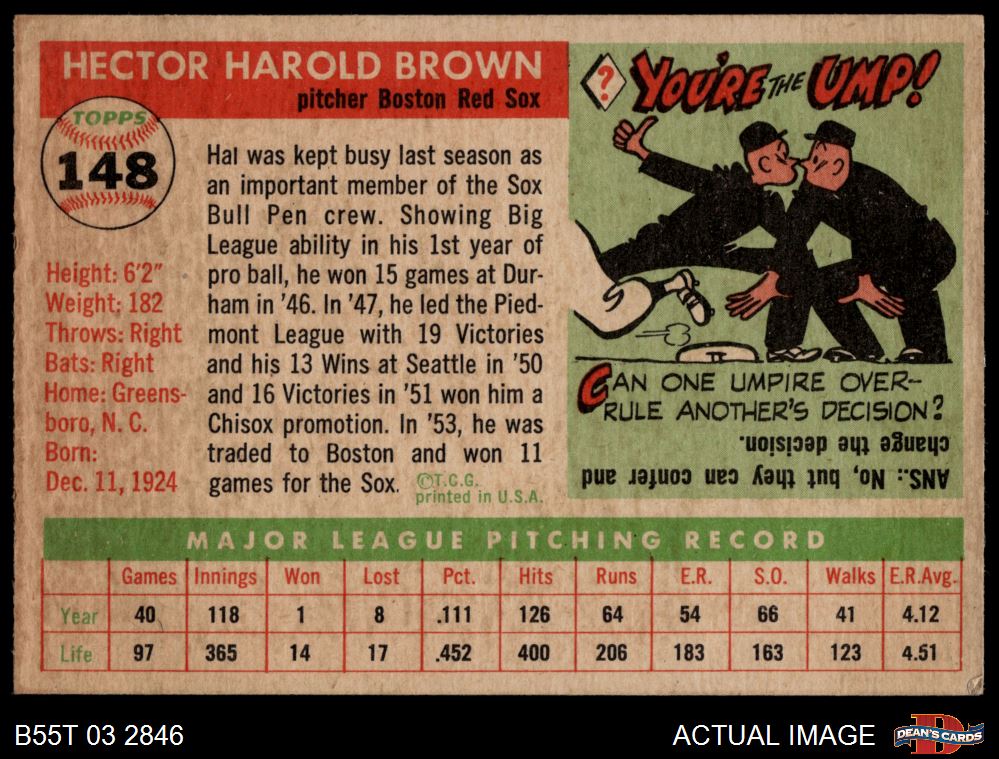 HECTOR HAROLD BROWN
pitcher Boston Red Sox
TOPPS
148
Height: 6'2"
Weight: 182
Throws: Right
Bats: Right
Home: Greens-
boro, N. C.
Born:
Dec. 11, 1924
Hal was kept busy last season as
an important member of the Sox
Bull Pen crew. Showing Big
League ability in his 1st year of
pro ball, he won 15 games at Dur-
ham in '46. In '47, he led the Pied-
mont League with 19 Victories
and his 13 Wins at Seattle in '50
and 16 Victories in '51 won him a
Chisox promotion. In '53, he was
traded to Boston and won 11
games for the Sox.
©T.C.G.
printed in U.S.A.
? YOU'RE THE UMP!
CAN ONE UMPIRE OVER-
RULE ANOTHER'S DECISION?
ANS.: No, but they can confer and
change the decision.
MAJOR LEAGUE PITCHING RECORD
Games Innings Won Lost Pct. Hits Runs E.R. S.O. Walks E.R.Avg.
Year 40 118 1 8 .111 126 64 54 66 41 4.12
Life 97 365 14 17 .452 400 206 183 163 123 4.51
B55T 03 2846
ACTUAL IMAGE
D
DEAN'S CARDS